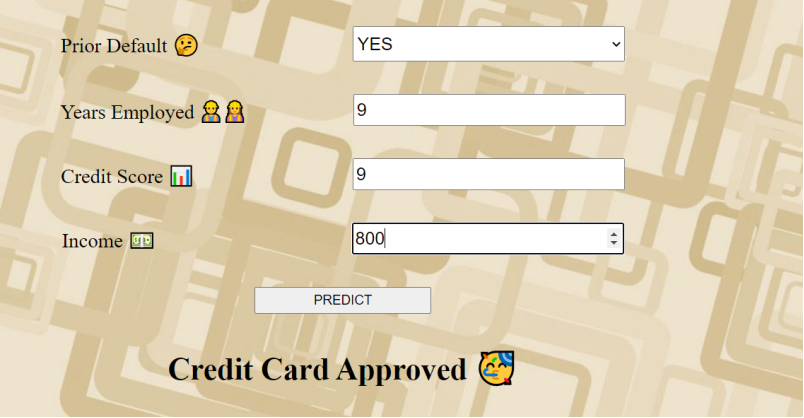 Prior Default 🤔 YES
Years Employed 👷👷‍♀️ 9
Credit Score 📊 9
Income 💵 800
PREDICT
Credit Card Approved 🥳